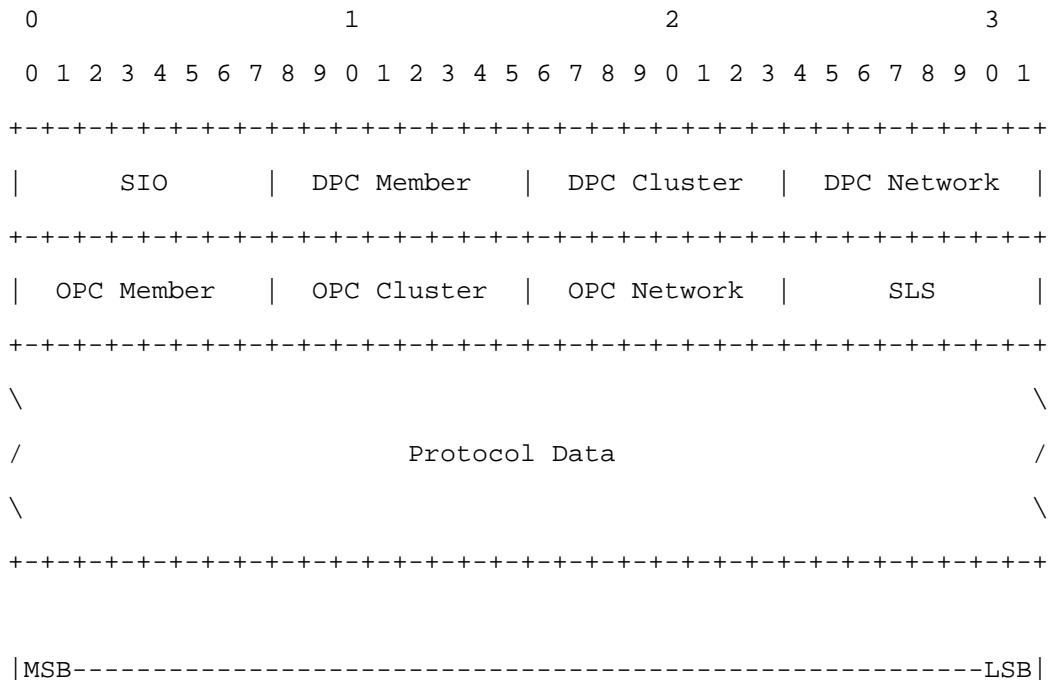 0                   1                   2                   3
 0 1 2 3 4 5 6 7 8 9 0 1 2 3 4 5 6 7 8 9 0 1 2 3 4 5 6 7 8 9 0 1
+-+-+-+-+-+-+-+-+-+-+-+-+-+-+-+-+-+-+-+-+-+-+-+-+-+-+-+-+-+-+-+-+
|      SIO      |  DPC Member   |  DPC Cluster  |  DPC Network  |
+-+-+-+-+-+-+-+-+-+-+-+-+-+-+-+-+-+-+-+-+-+-+-+-+-+-+-+-+-+-+-+-+
|  OPC Member   |  OPC Cluster  |  OPC Network  |      SLS      |
+-+-+-+-+-+-+-+-+-+-+-+-+-+-+-+-+-+-+-+-+-+-+-+-+-+-+-+-+-+-+-+-+
\                                                               \
/                        Protocol Data                          /
\                                                               \
+-+-+-+-+-+-+-+-+-+-+-+-+-+-+-+-+-+-+-+-+-+-+-+-+-+-+-+-+-+-+-+-+
|MSB---------------------------------------------------------LSB|